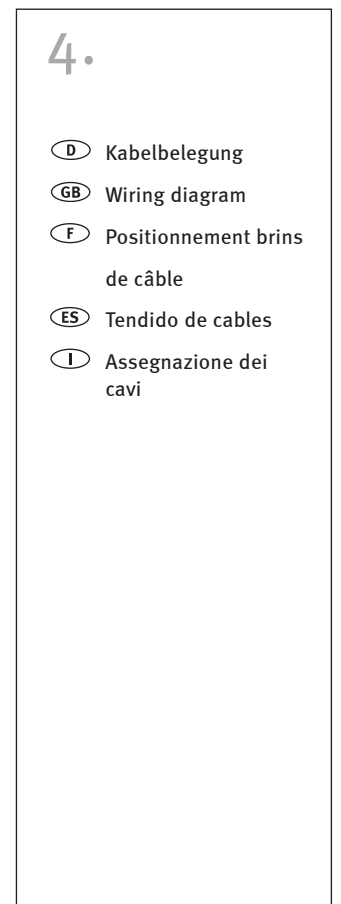 4.
D Kabelbelegung
GB Wiring diagram
F Positionnement brins
de câble
ES Tendido de cables
I Assegnazione dei
cavi